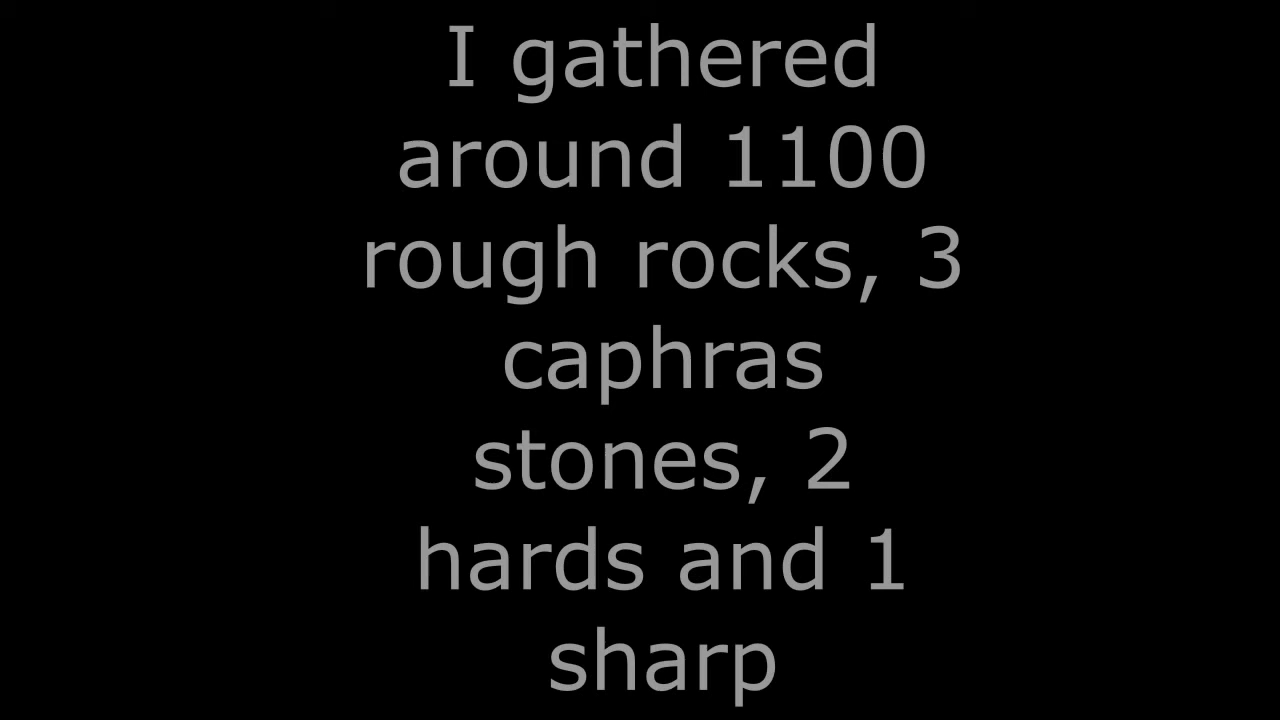 I gathered
around 1100
rough rocks, 3
caphras
stones, 2
hards and 1
sharp